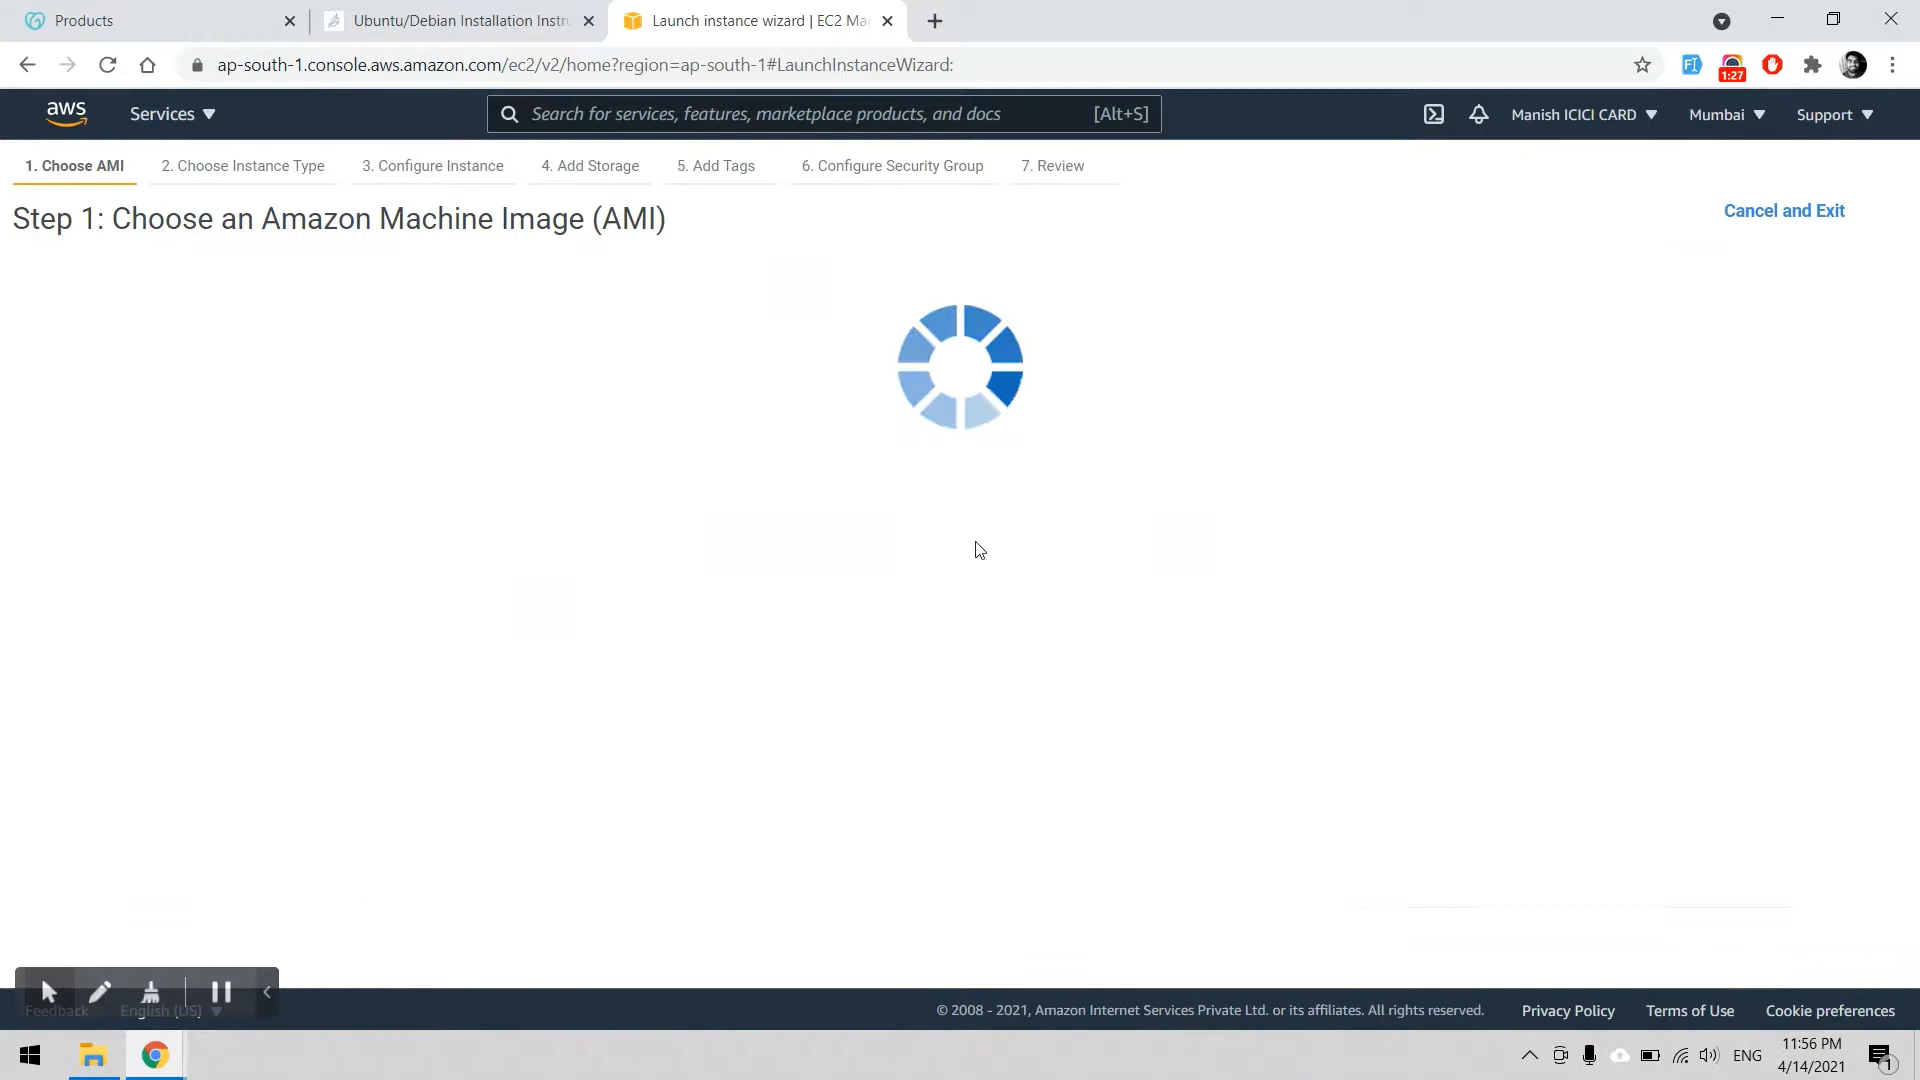 Products
Ubuntu/Debian Installation Instru
Launch instance wizard | EC2 Ma
ap-south-1.console.aws.amazon.com/ec2/v2/home?region=ap-south-1#LaunchInstanceWizard:
1:27
aws
Services
Search for services, features, marketplace products, and docs
[Alt+S]
Manish ICICI CARD
Mumbai
Support
1. Choose AMI
2. Choose Instance Type
3. Configure Instance
4. Add Storage
5. Add Tags
6. Configure Security Group
7. Review
Step 1: Choose an Amazon Machine Image (AMI)
Cancel and Exit
Feedback
English (US)
© 2008 - 2021, Amazon Internet Services Private Ltd. or its affiliates. All rights reserved.
Privacy Policy
Terms of Use
Cookie preferences
ENG
11:56 PM
4/14/2021
1